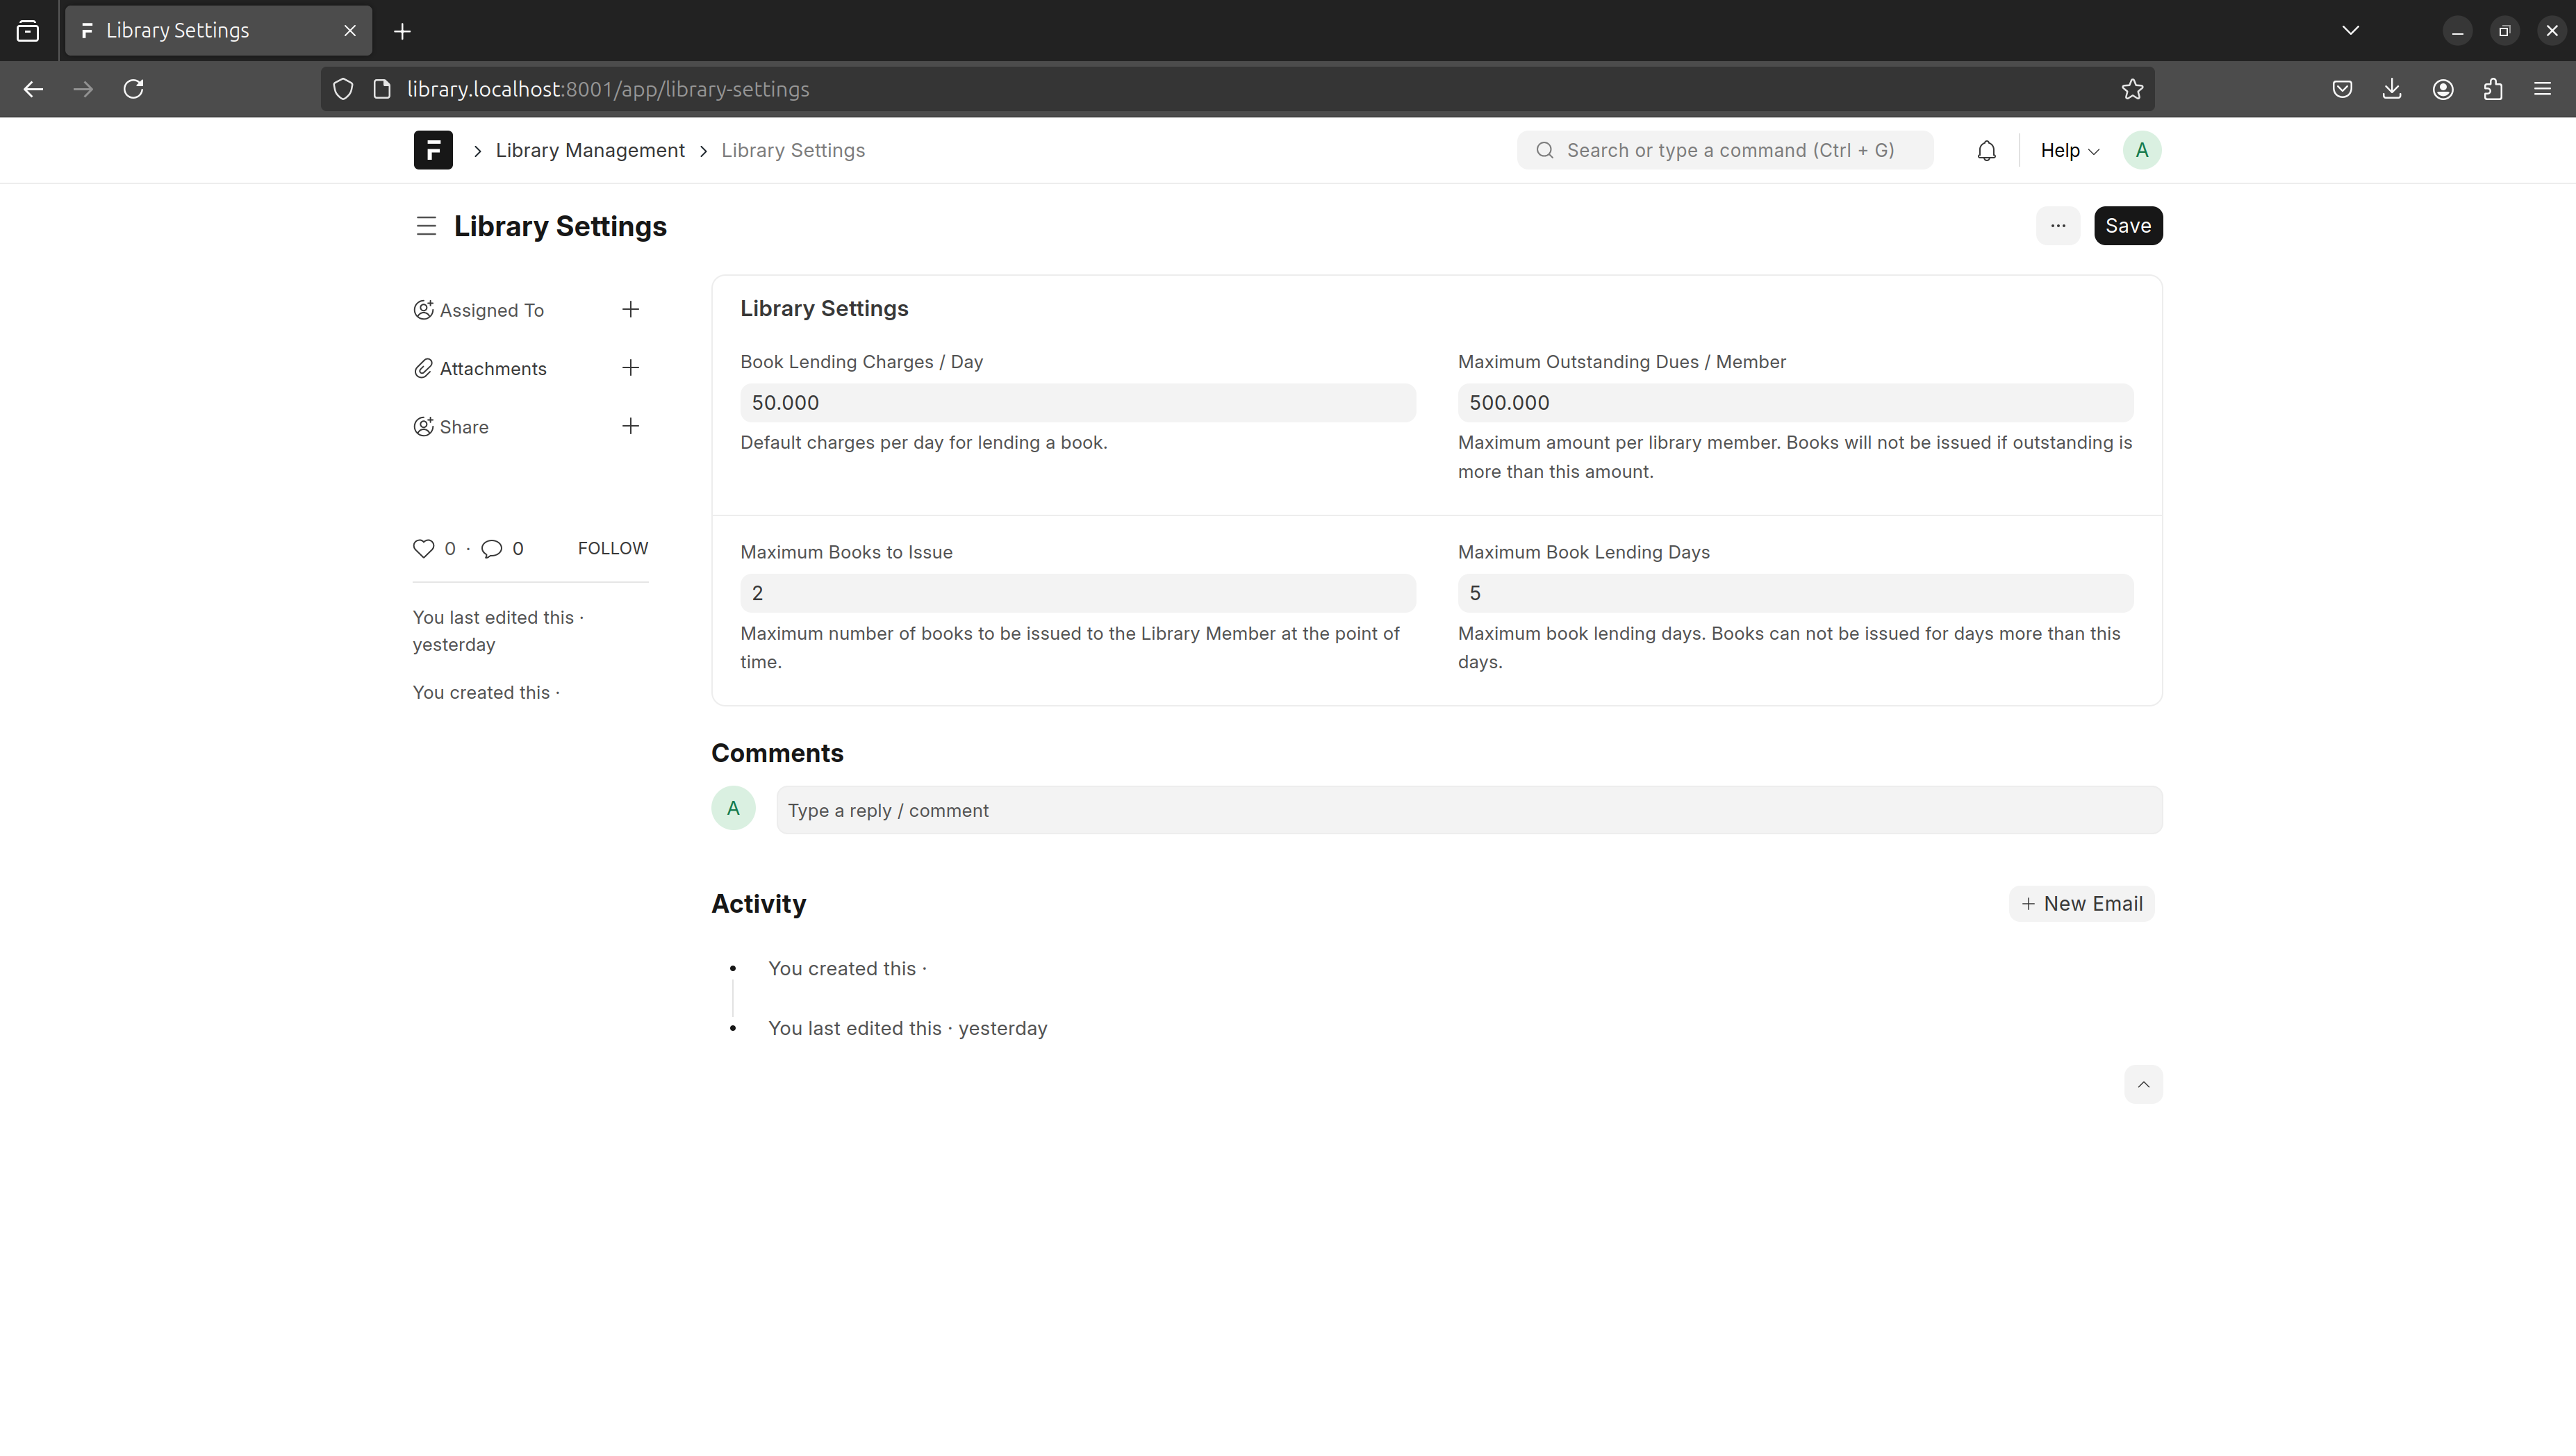 Library Settings
library.localhost:8001/app/library-settings
Library Management
Library Settings
Search or type a command (Ctrl + G)
Help
A
Library Settings
Save
Assigned To
Attachments
Share
0 · 0
FOLLOW
You last edited this ·
yesterday
You created this ·
Library Settings
Book Lending Charges / Day
50.000
Default charges per day for lending a book.
Maximum Outstanding Dues / Member
500.000
Maximum amount per library member. Books will not be issued if outstanding is
more than this amount.
Maximum Books to Issue
2
Maximum number of books to be issued to the Library Member at the point of
time.
Maximum Book Lending Days
5
Maximum book lending days. Books can not be issued for days more than this
days.
Comments
A
Type a reply / comment
Activity
New Email
You created this ·
You last edited this · yesterday